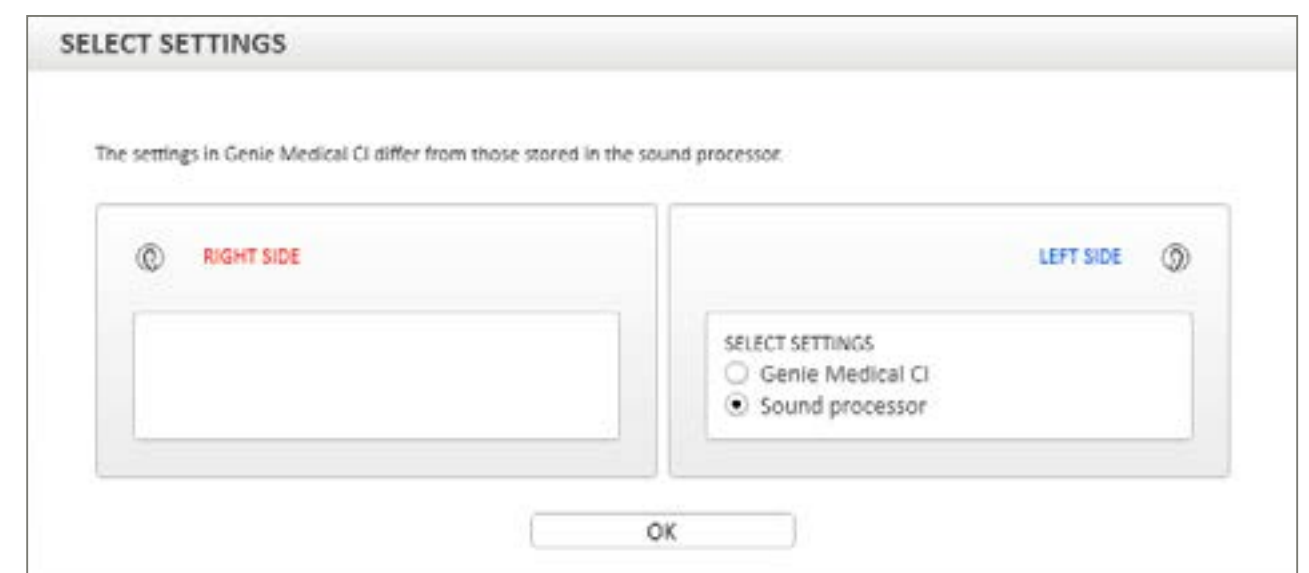 SELECT SETTINGS
The settings in Genie Medical CI differ from those stored in the sound processor.
RIGHT SIDE
LEFT SIDE
SELECT SETTINGS
Genie Medical CI
Sound processor
OK